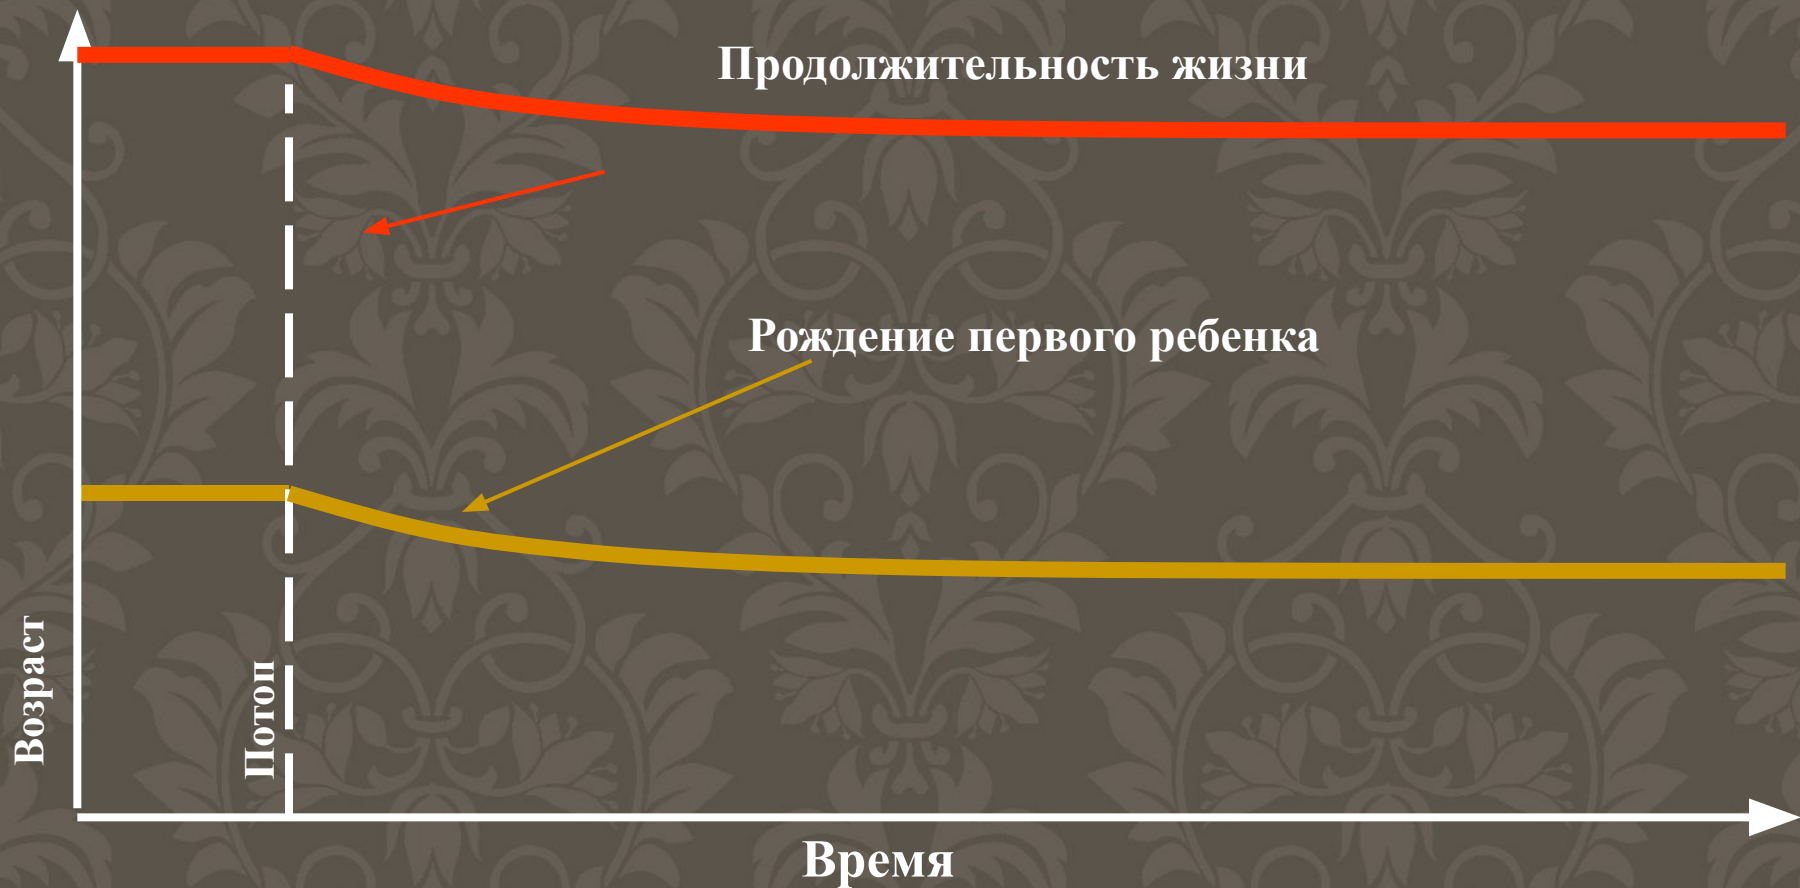 Продолжительность жизни
Рождение первого ребенка
Возраст
Потоп
Время